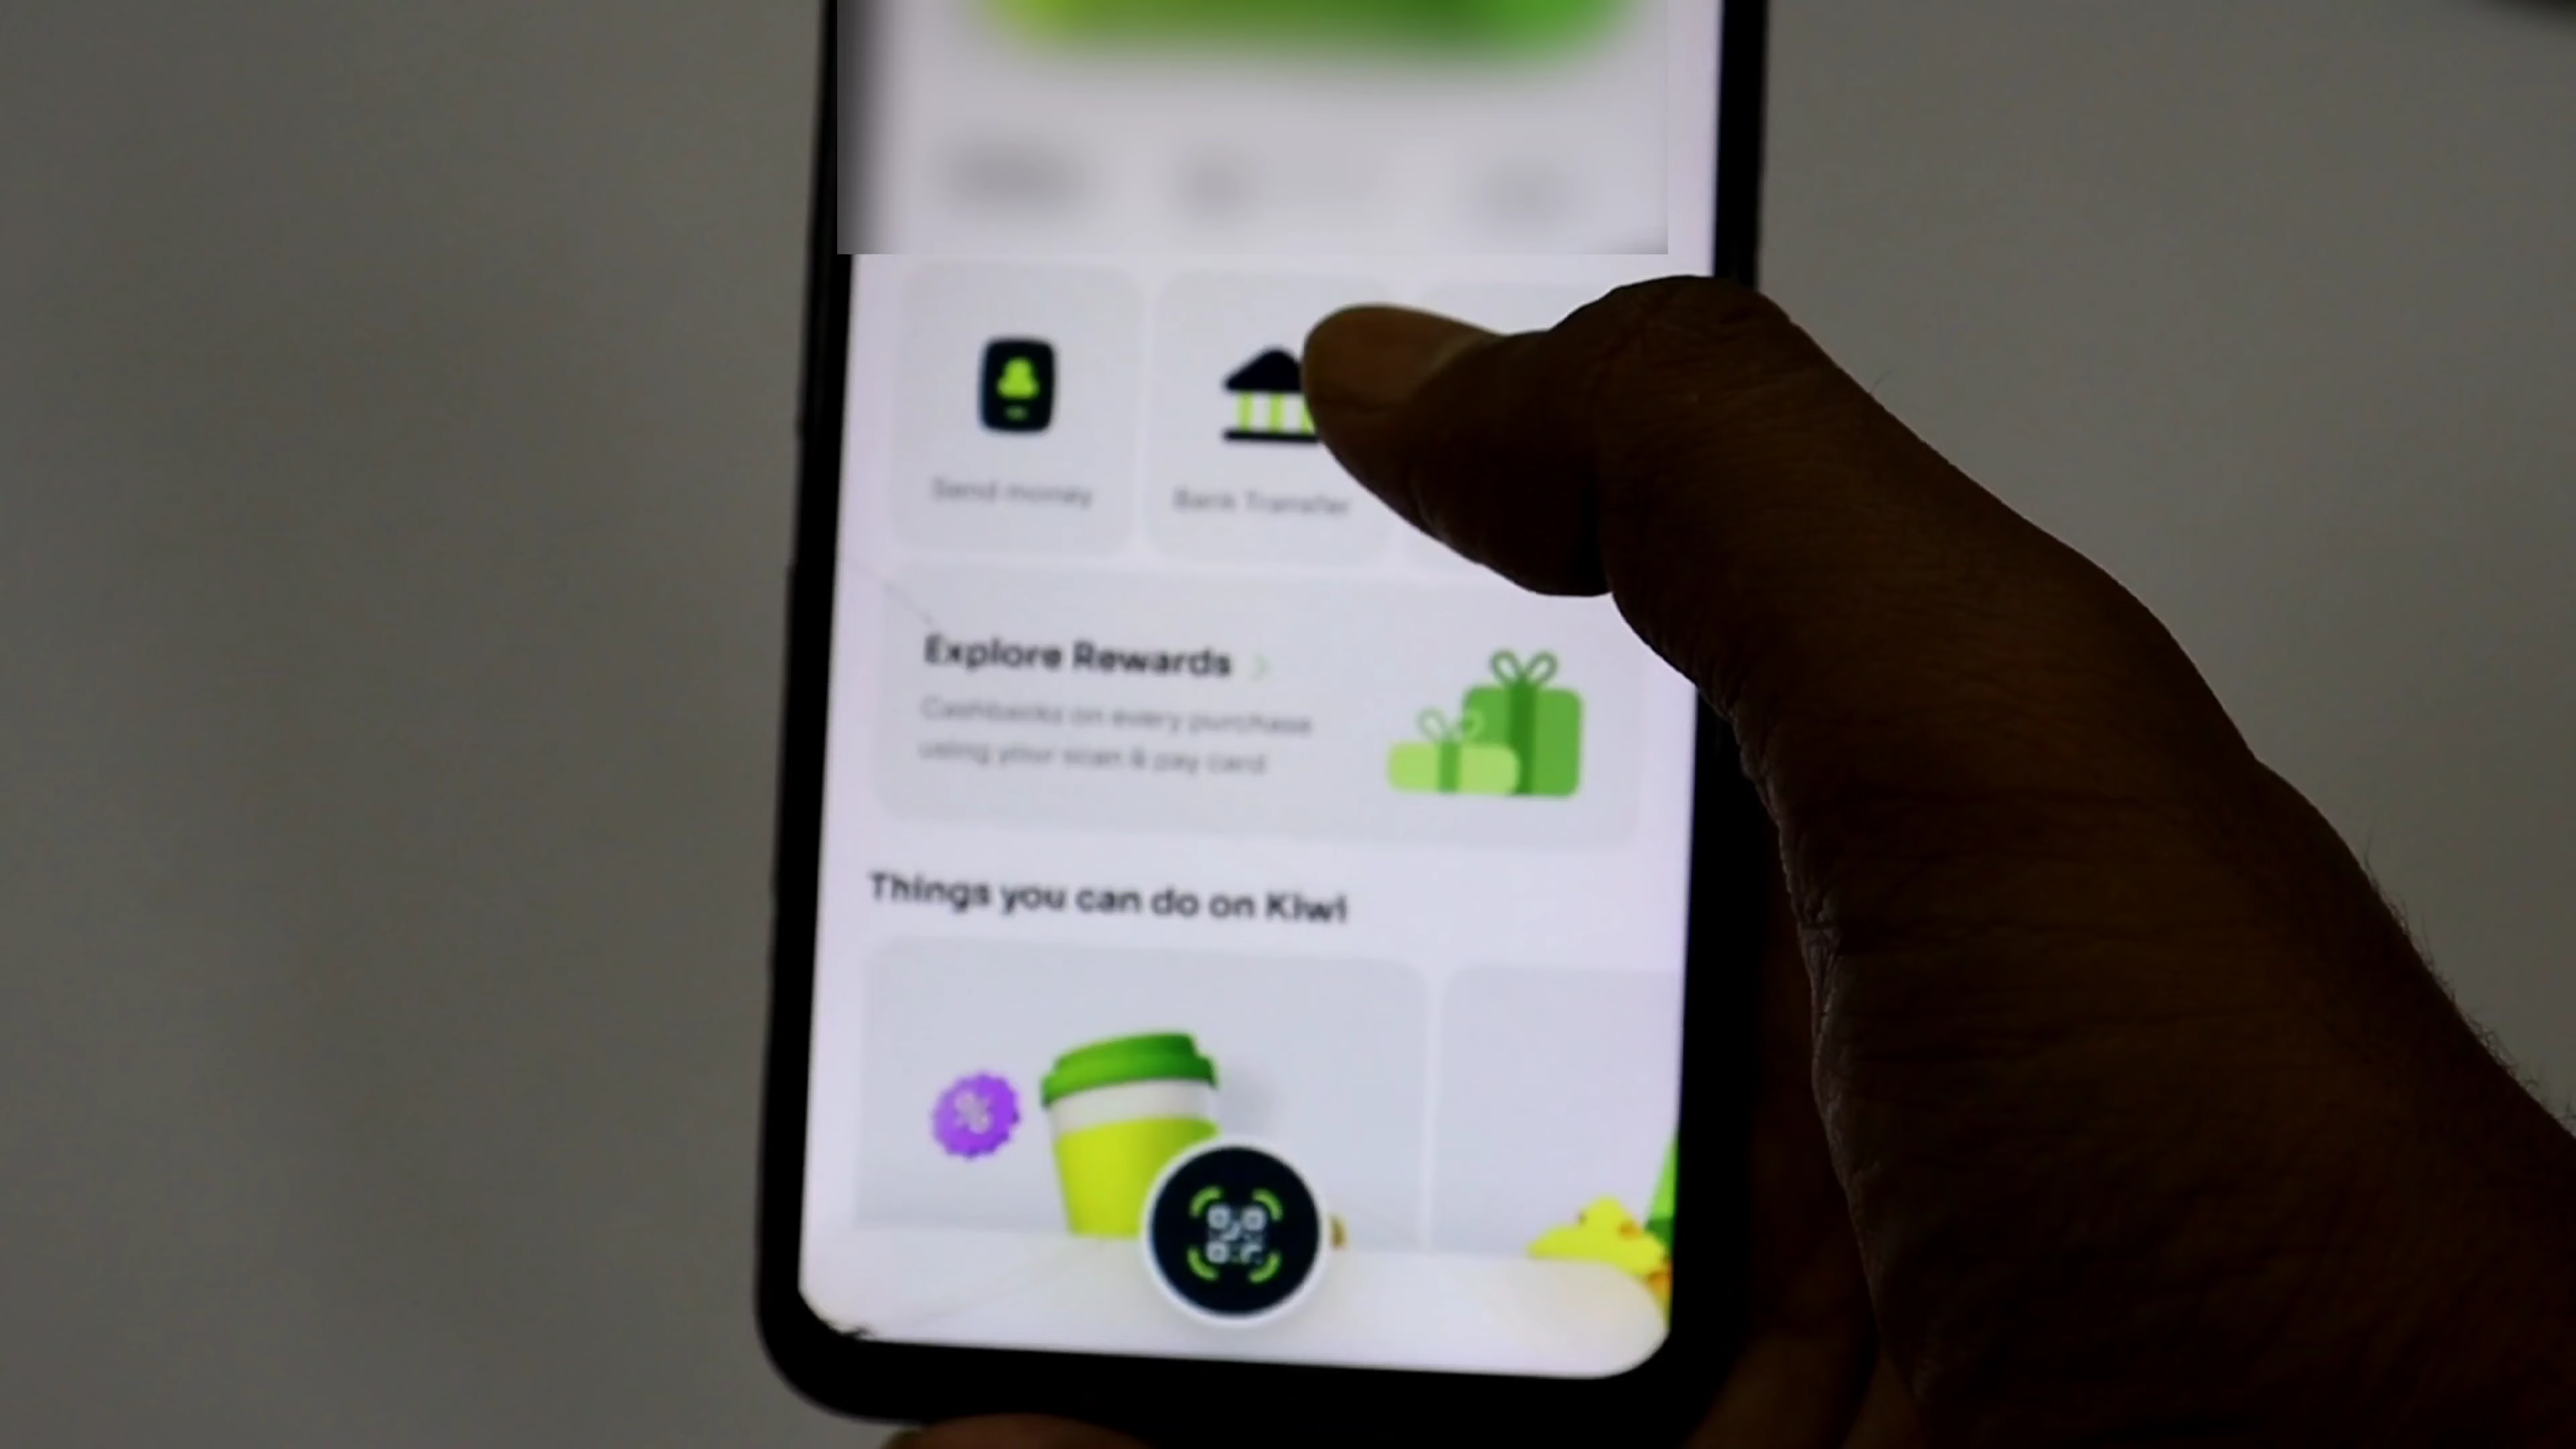 Send money
Bank Transfer
Explore Rewards >
Cashbacks on every purchase
using your scan & pay card
Things you can do on Kiwi
%